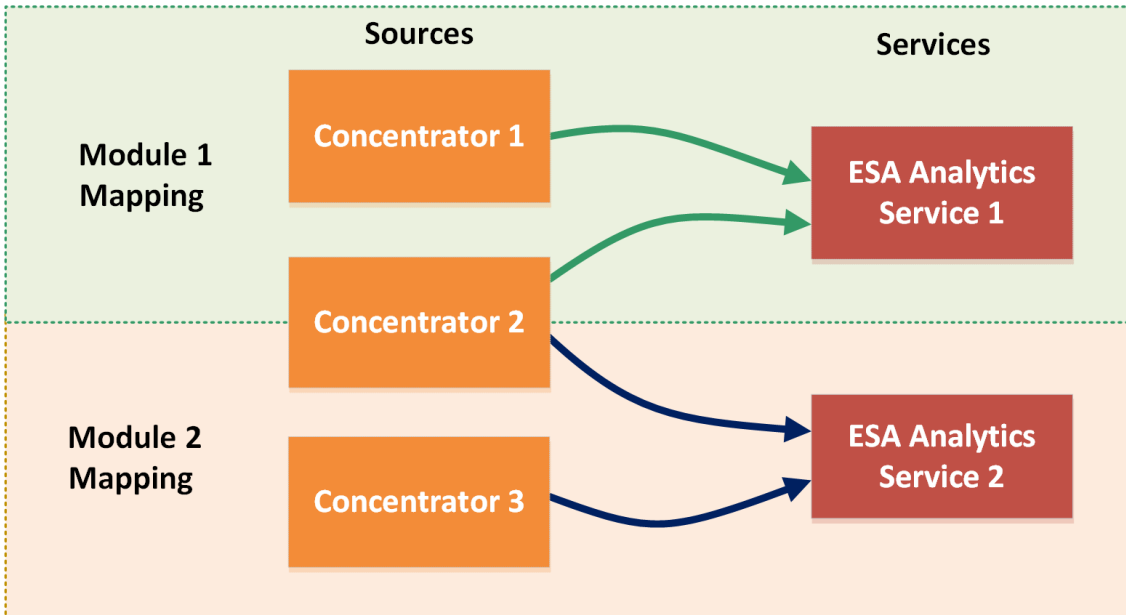 Sources
Services
Module 1
Mapping
Concentrator 1
ESA Analytics
Service 1
Concentrator 2
Module 2
Mapping
Concentrator 3
ESA Analytics
Service 2